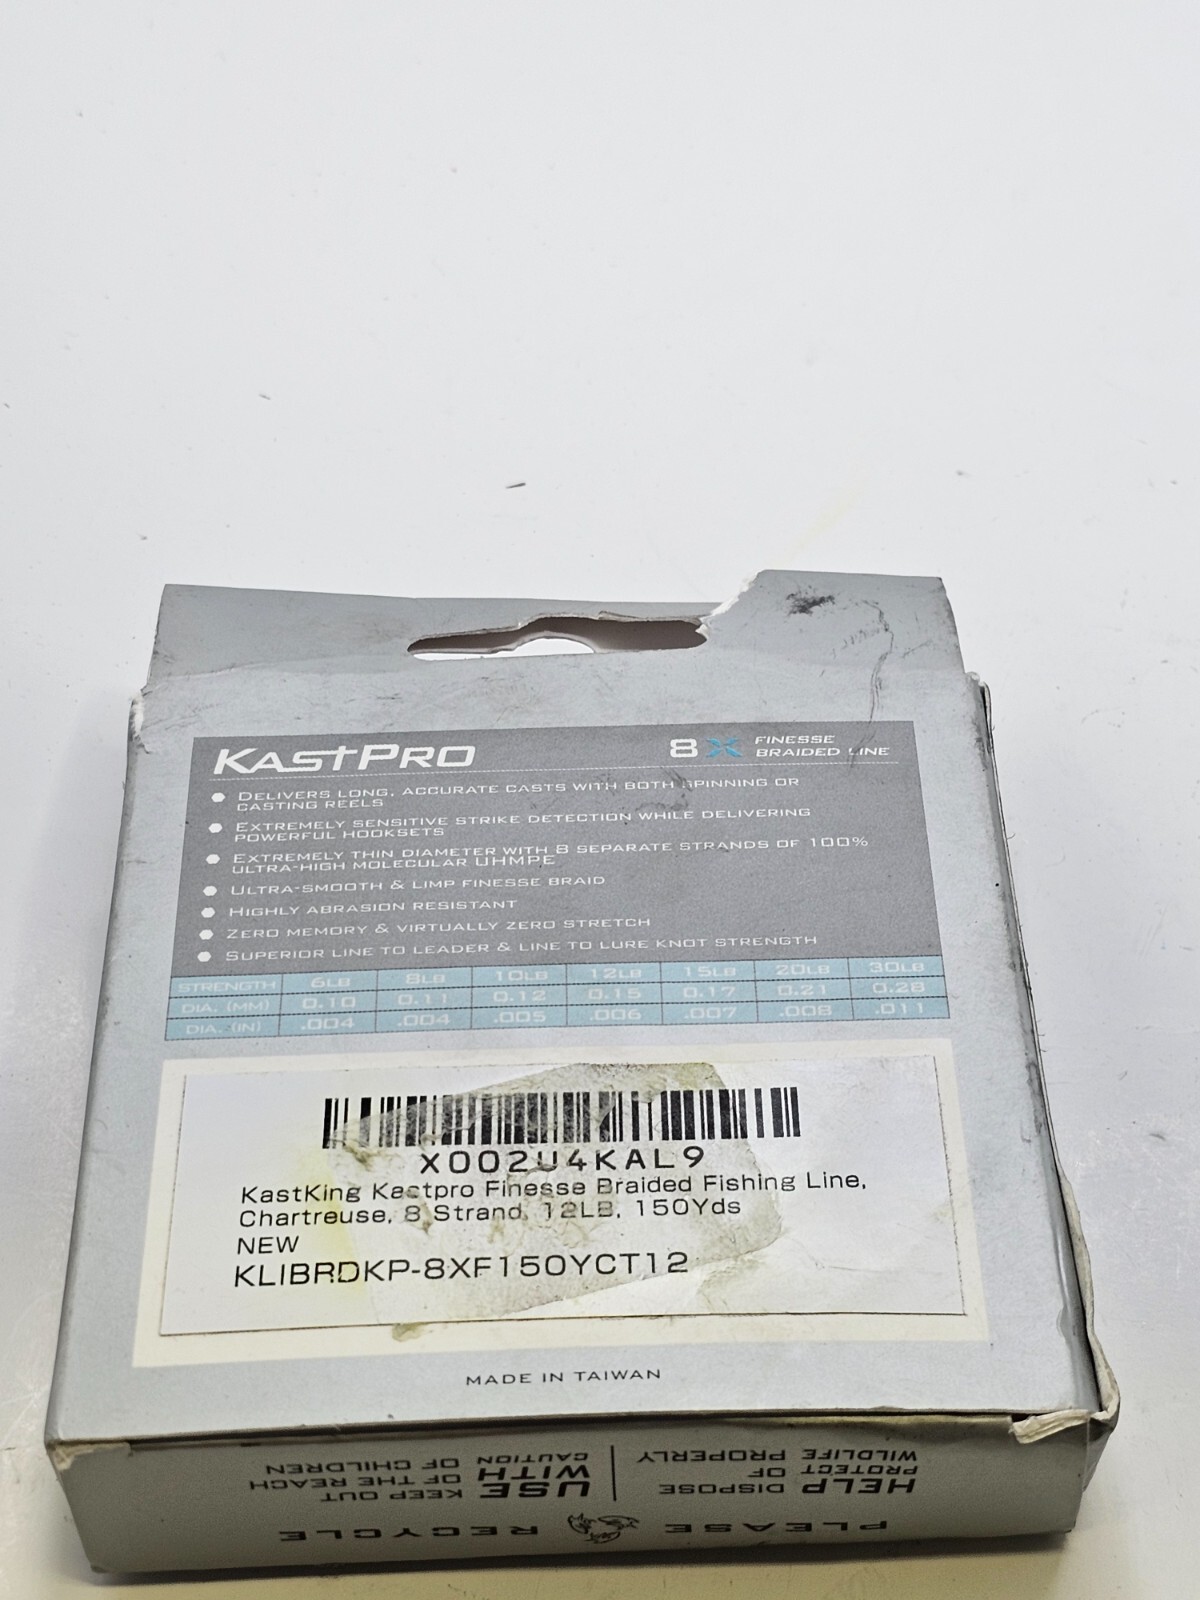 KASTPRO
8X FINESSE
BRAIDED LINE
DELIVERS LONG, ACCURATE CASTS WITH BOTH SPINNING OR
CASTING REELS
EXTREMELY SENSITIVE STRIKE DETECTION WHILE DELIVERING
POWERFUL HOOKSETS
EXTREMELY THIN DIAMETER WITH 8 SEPARATE STRANDS OF 100%
ULTRA-HIGH MOLECULAR UHMPE
ULTRA-SMOOTH & LIMP FINESSE BRAID
HIGHLY ABRASION RESISTANT
ZERO MEMORY & VIRTUALLY ZERO STRETCH
SUPERIOR LINE TO LEADER & LINE TO LURE KNOT STRENGTH
STRENGTH 6LB 8LB 10LB 12LB 15LB 20LB 30LB
DIA. (MM) 0.10 0.11 0.12 0.15 0.17 0.21 0.28
DIA. (IN) .004 .004 .005 .006 .007 .008 .011
X002U4KAL9
KastKing Kastpro Finesse Braided Fishing Line,
Chartreuse, 8 Strand, 12LB, 150Yds
NEW
KLIBRDKP-8XF150YCT12
MADE IN TAIWAN
PLEASE RECYCLE
HELP DISPOSE
PROTECT OF
WILDLIFE PROPERLY
USE KEEP OUT
WITH OF THE REACH
CAUTION OF CHILDREN